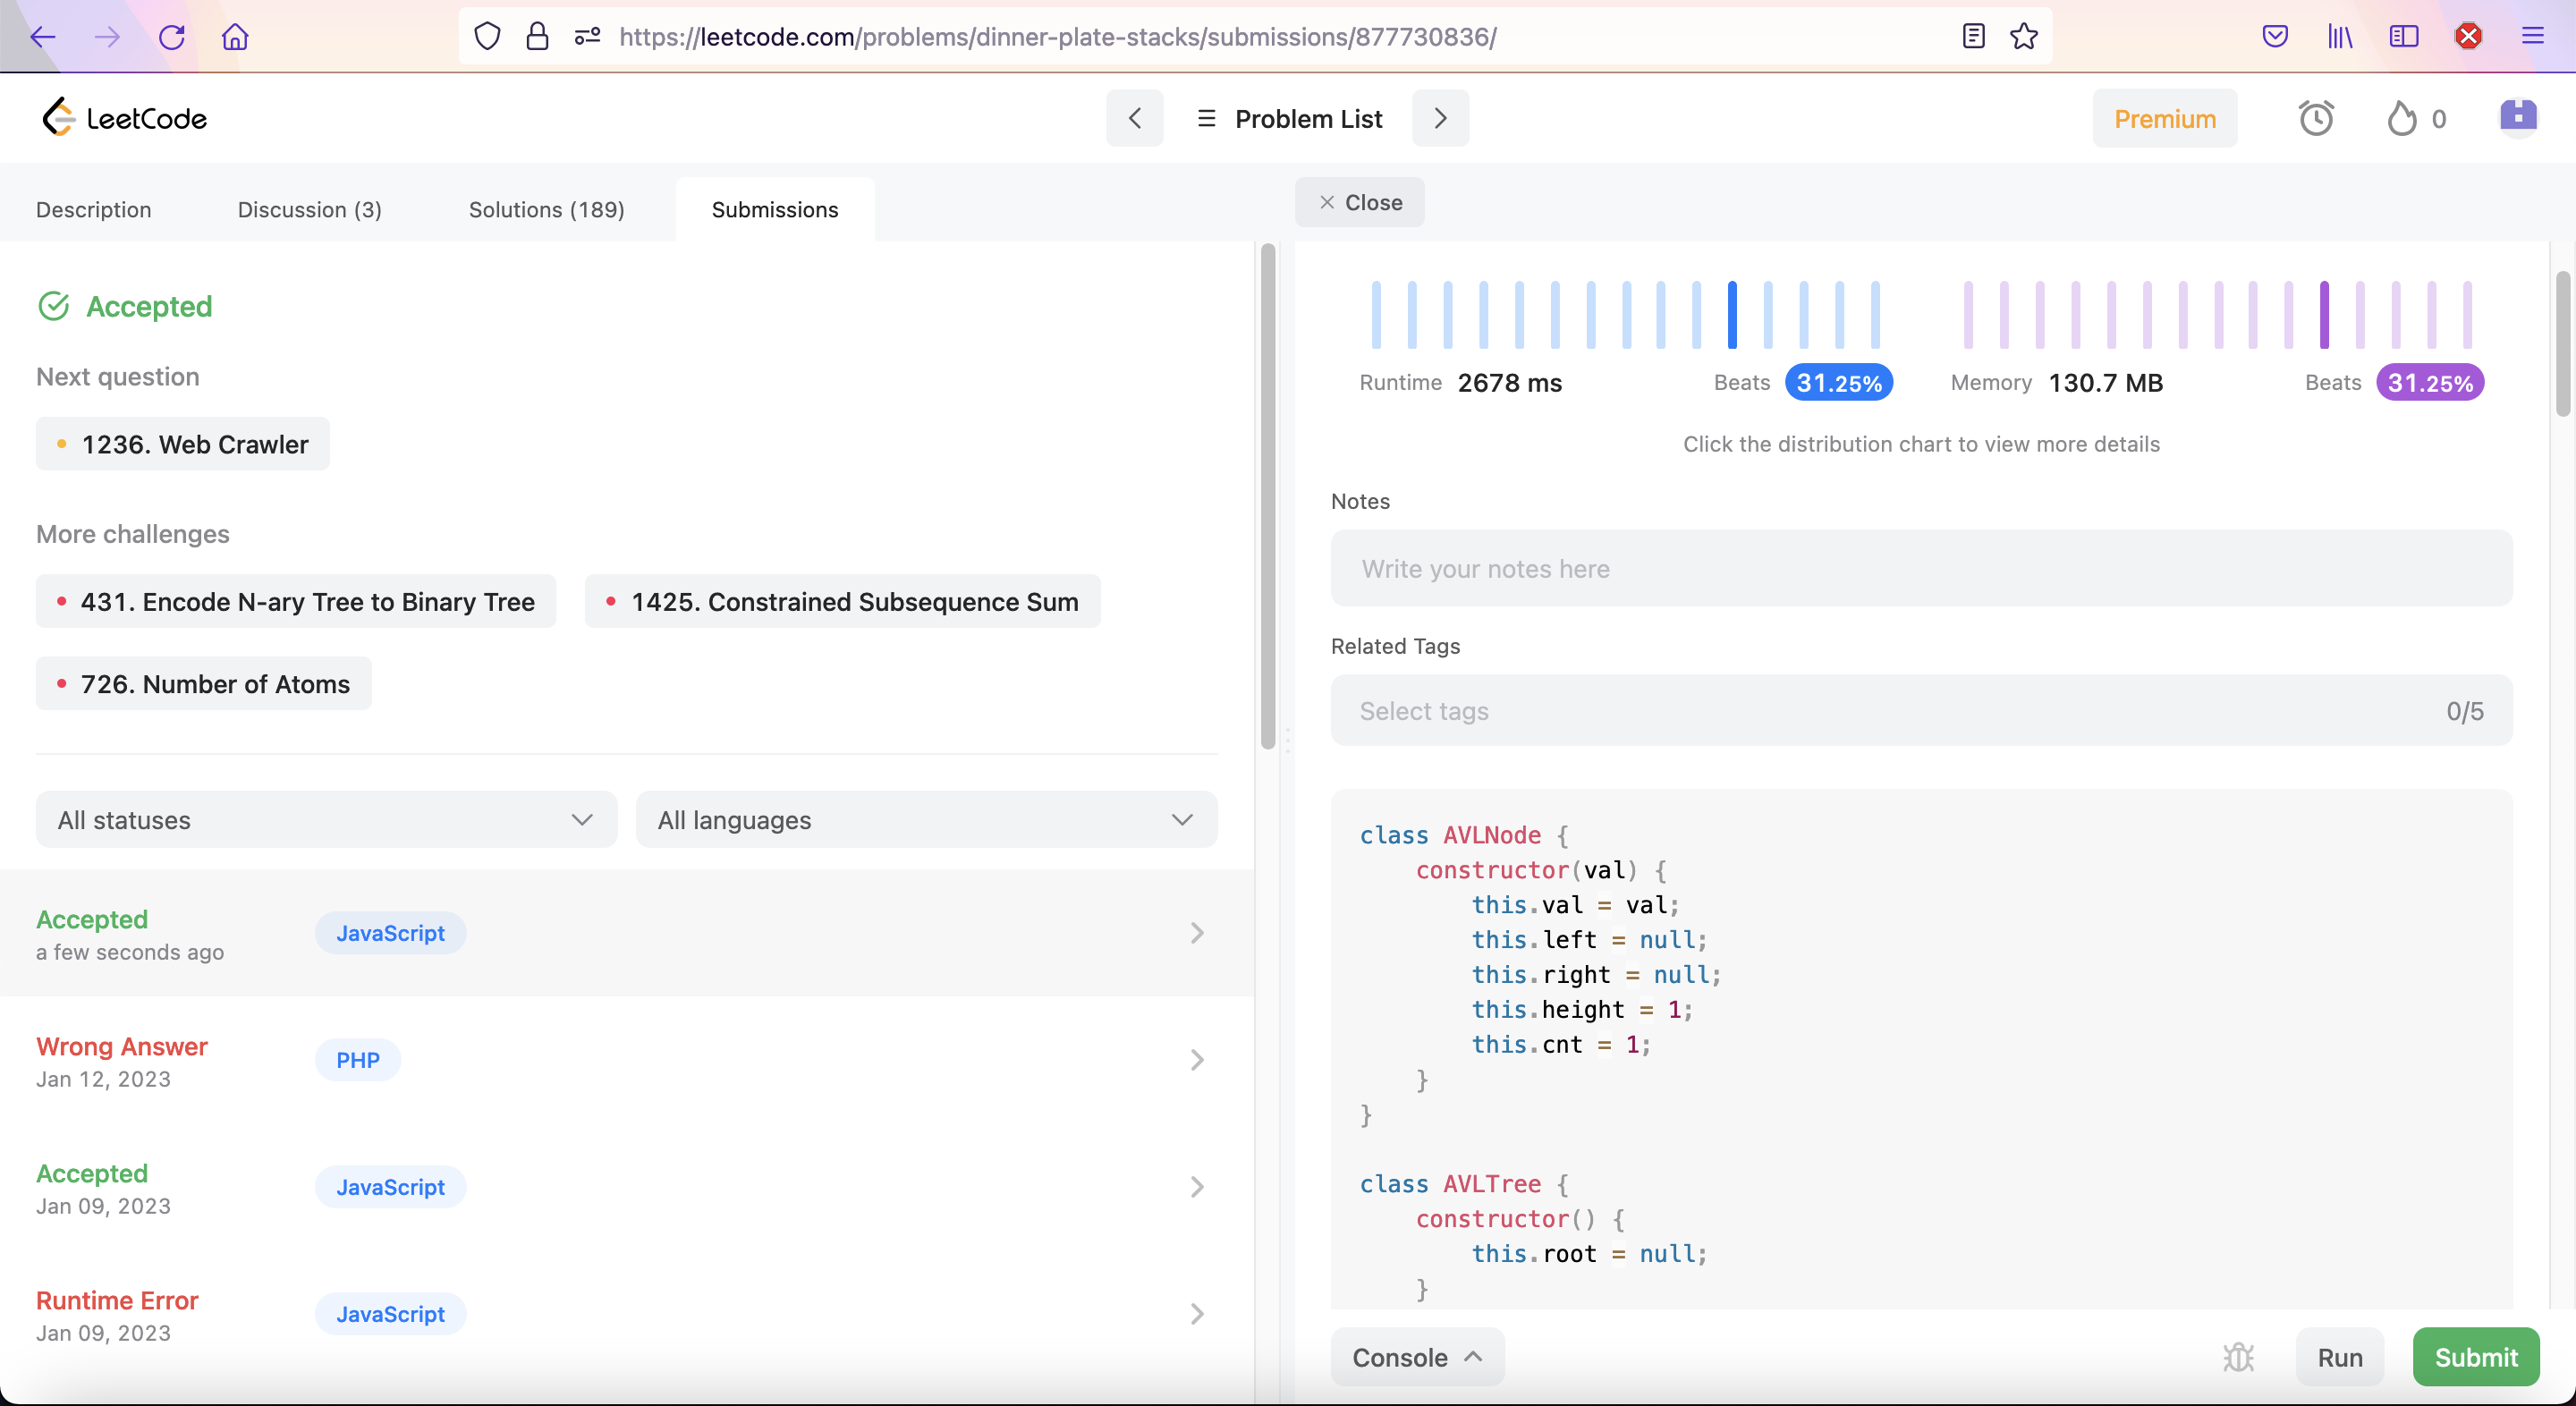 https://leetcode.com/problems/dinner-plate-stacks/submissions/877730836/
LeetCode
Problem List
Premium
0
Description
Discussion (3)
Solutions (189)
Submissions
Close
Accepted
Next question
1236. Web Crawler
More challenges
431. Encode N-ary Tree to Binary Tree
1425. Constrained Subsequence Sum
726. Number of Atoms
All statuses
All languages
Accepted
a few seconds ago
JavaScript
Wrong Answer
Jan 12, 2023
PHP
Accepted
Jan 09, 2023
JavaScript
Runtime Error
Jan 09, 2023
JavaScript
Runtime 2678 ms Beats 31.25%
Memory 130.7 MB Beats 31.25%
Click the distribution chart to view more details
Notes
Write your notes here
Related Tags
Select tags
0/5
class AVLNode {
constructor(val) {
this.val = val;
this.left = null;
this.right = null;
this.height = 1;
this.cnt = 1;
}
}
class AVLTree {
constructor() {
this.root = null;
}
Console
Run
Submit